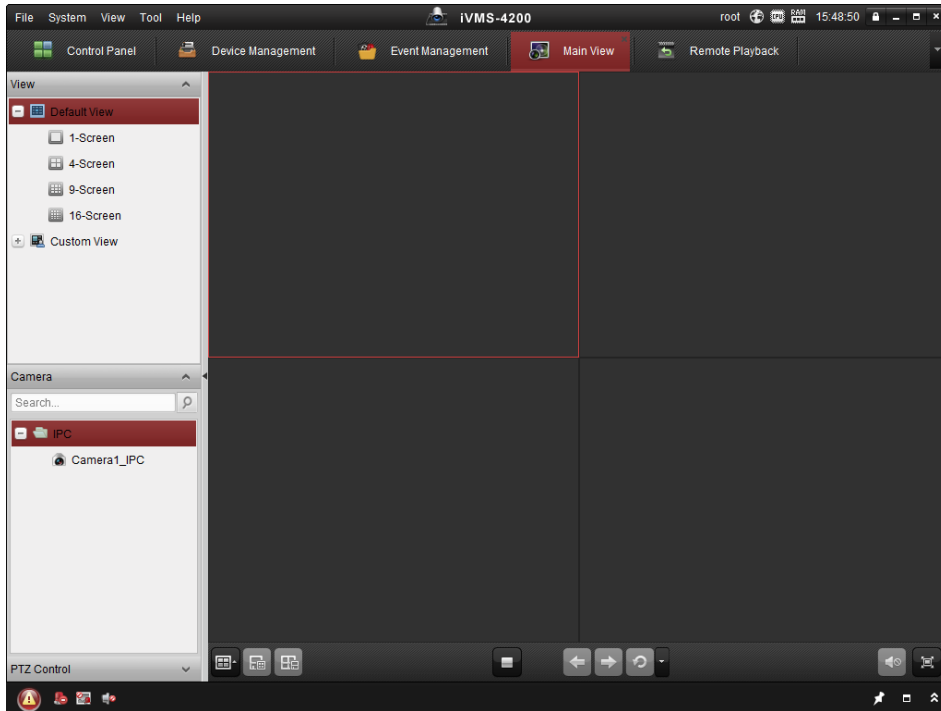 File System View Tool Help iVMS-4200 root CPU RAM 15:48:50
Control Panel Device Management Event Management Main View Remote Playback
View
Default View
1-Screen
4-Screen
9-Screen
16-Screen
Custom View
Camera
Search...
IPC
Camera1_IPC
PTZ Control